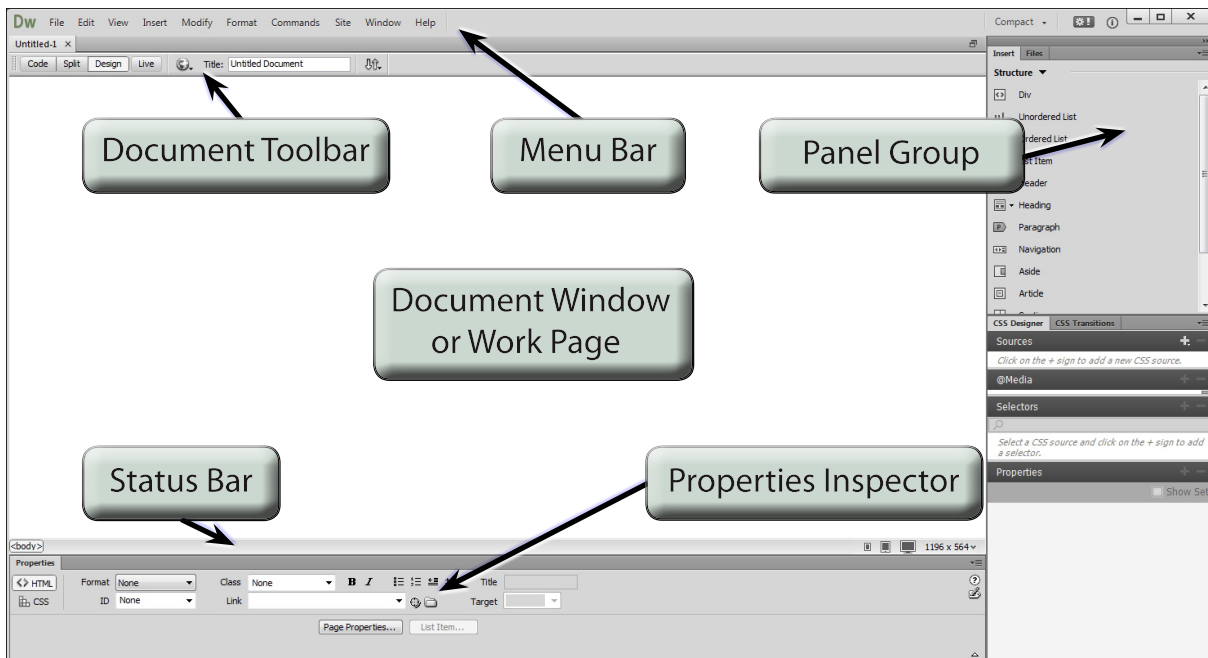 Dw File Edit View Insert Modify Format Commands Site Window Help Compact
Untitled-1 ×
Code Split Design Live Title: Untitled Document
Insert Files
Structure
Div
Unordered List
List
Item
Heading
Paragraph
Navigation
Aside
Article
Document Toolbar
Menu Bar
Panel Group
Document Window
or Work Page
CSS Designer CSS Transitions
Sources
Click on the + sign to add a new CSS source.
@Media
Selectors
Select a CSS source and click on the + sign to add
a selector.
Properties
Show Set
Status Bar
Properties Inspector
<body> 1196 x 564
Properties
<> HTML Format None Class None B I Title
CSS ID None Link Target
Page Properties... List Item...